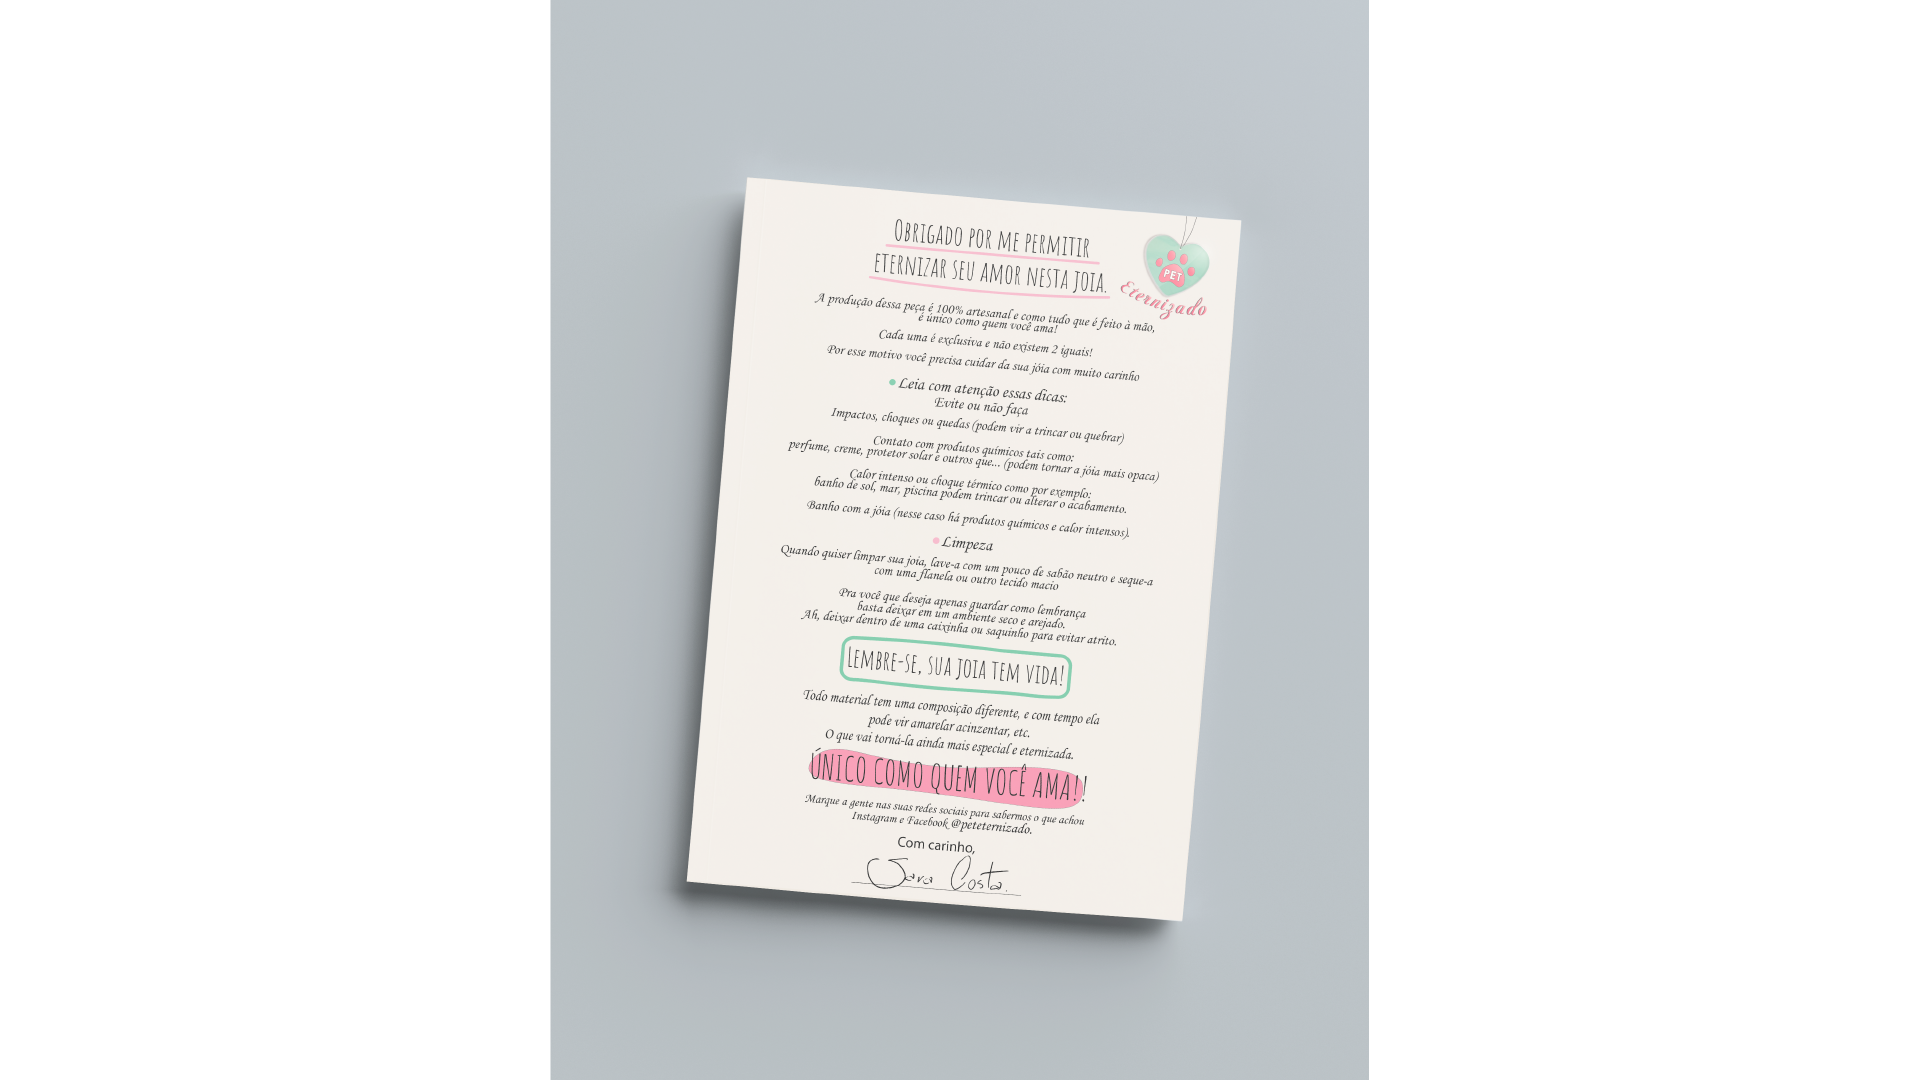 OBRIGADO POR ME PERMITIR
ETERNIZAR SEU AMOR NESTA JOIA.
PET
Eternizado
A produção dessa peça é 100% artesanal e como tudo que é feito à mão,
é único como quem você ama!
Cada uma é exclusiva e não existem 2 iguais!
Por esse motivo você precisa cuidar da sua jóia com muito carinho
• Leia com atenção essas dicas:
Evite ou não faça
Impactos, choques ou quedas (podem vir a trincar ou quebrar)
Contato com produtos químicos tais como:
perfume, creme, protetor solar e outros que... (podem tornar a jóia mais opaca)
Calor intenso ou choque térmico como por exemplo:
banho de sol, mar, piscina podem trincar ou alterar o acabamento.
Banho com a jóia (nesse caso há produtos químicos e calor intensos).
• Limpeza
Quando quiser limpar sua joia, lave-a com um pouco de sabão neutro e seque-a
com uma flanela ou outro tecido macio
Pra você que deseja apenas guardar como lembrança
basta deixar em um ambiente seco e arejado.
Ah, deixar dentro de uma caixinha ou saquinho para evitar atrito.
LEMBRE-SE, SUA JOIA TEM VIDA!
Todo material tem uma composição diferente, e com tempo ela
pode vir amarelar acinzentar, etc.
O que vai torná-la ainda mais especial e eternizada.
ÚNICO COMO QUEM VOCÊ AMA!!
Marque a gente nas suas redes sociais para sabermos o que achou
Instagram e Facebook @peteternizado.
Com carinho,
Sara Costa.